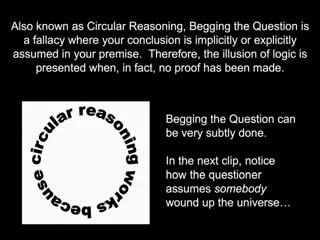 Also known as Circular Reasoning, Begging the Question is
a fallacy where your conclusion is implicitly or explicitly
assumed in your premise.  Therefore, the illusion of logic is
presented when, in fact, no proof has been made.
circular reasoning works because
Begging the Question can
be very subtly done.
In the next clip, notice
how the questioner
assumes somebody
wound up the universe…